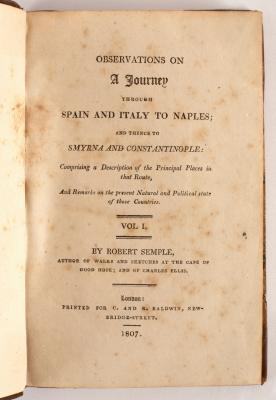 OBSERVATIONS ON
A Journey
THROUGH
SPAIN AND ITALY TO NAPLES;
AND THENCE TO
SMYRNA AND CONSTANTINOPLE:
Comprising a Description of the Principal Places in
that Route,
And Remarks on the present Natural and Political state
of those Countries.
VOL I.
BY ROBERT SEMPLE,
AUTHOR OF WALKS AND SKETCHES AT THE CAPE OF
GOOD HOPE; AND OF CHARLES ELLIS.
London:
PRINTED FOR C. AND R. BALDWIN, NEW-
BRIDGE-STREET.
1807.